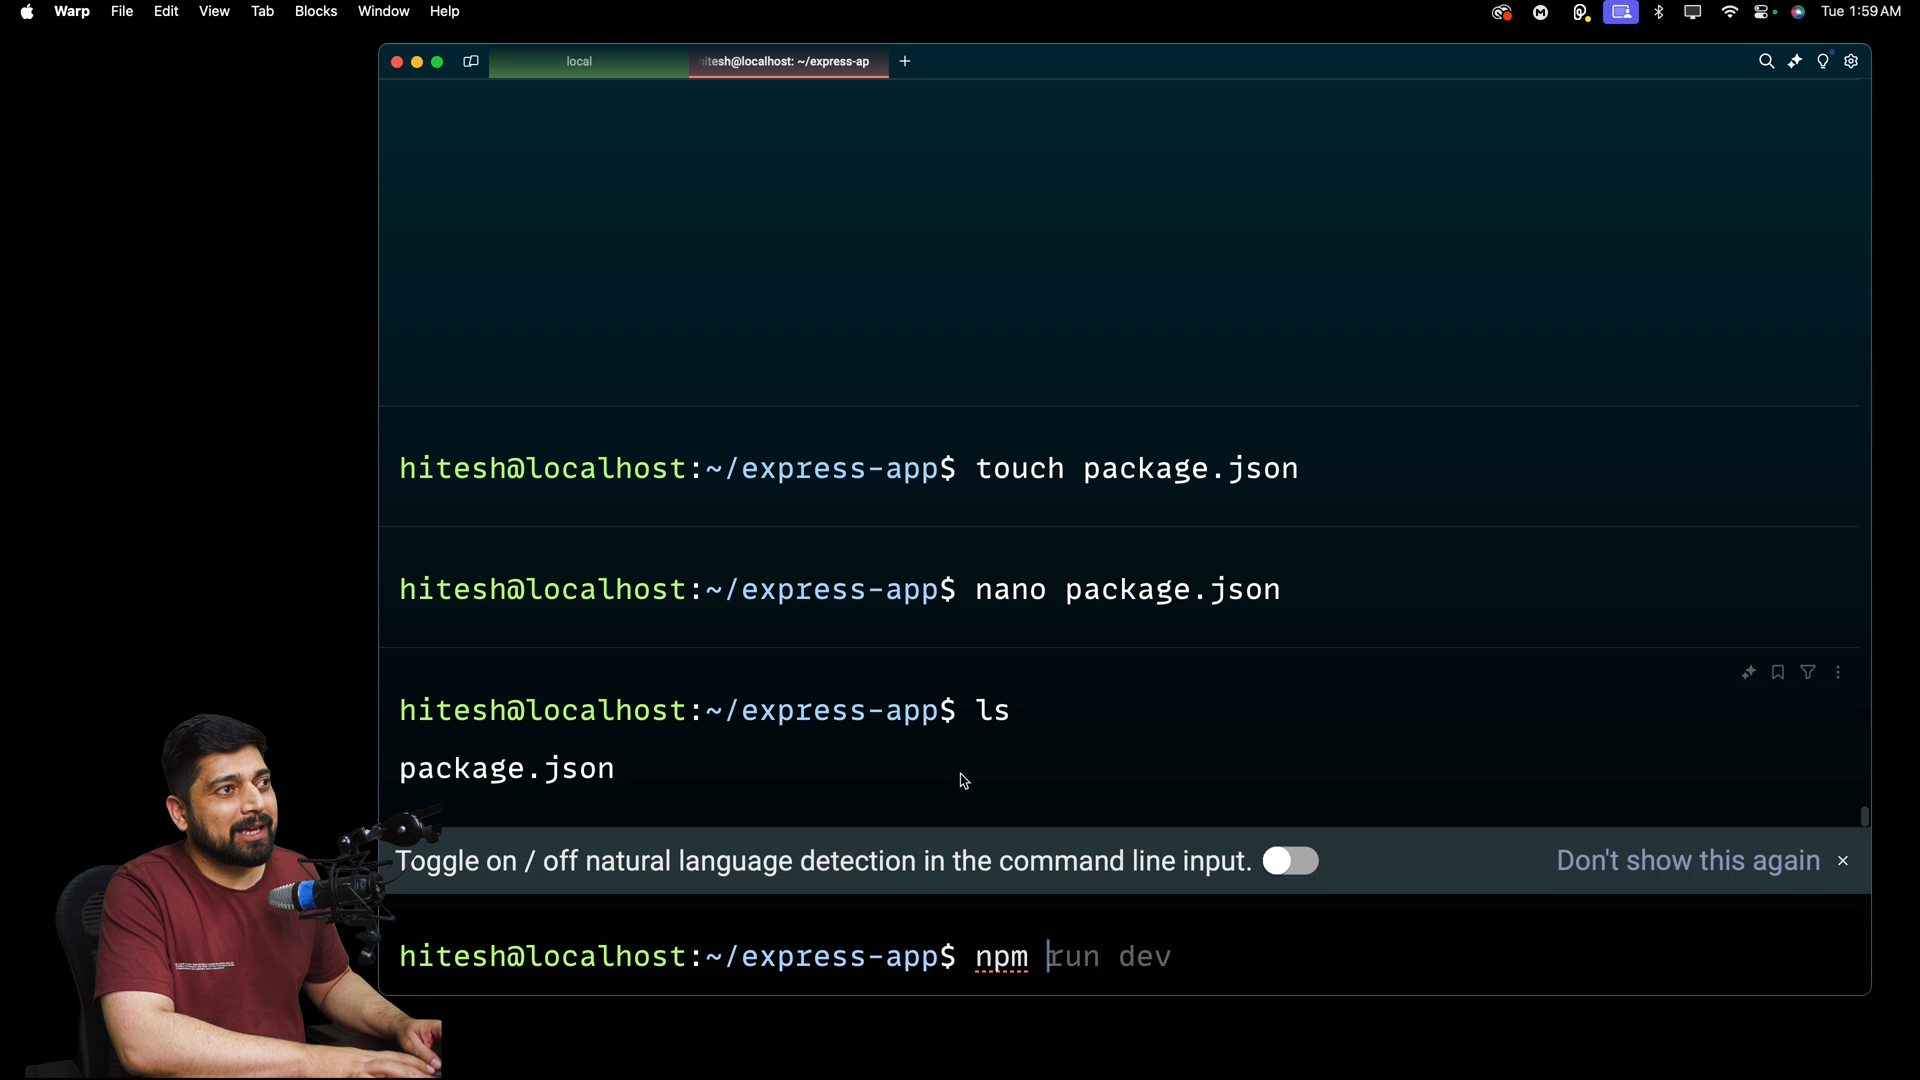 Warp File Edit View Tab Blocks Window Help Tue 1:59 AM
local hitesh@localhost: ~/express-ap
hitesh@localhost:~/express-app$ touch package.json
hitesh@localhost:~/express-app$ nano package.json
hitesh@localhost:~/express-app$ ls
package.json
Toggle on / off natural language detection in the command line input. Don't show this again
hitesh@localhost:~/express-app$ npm run dev